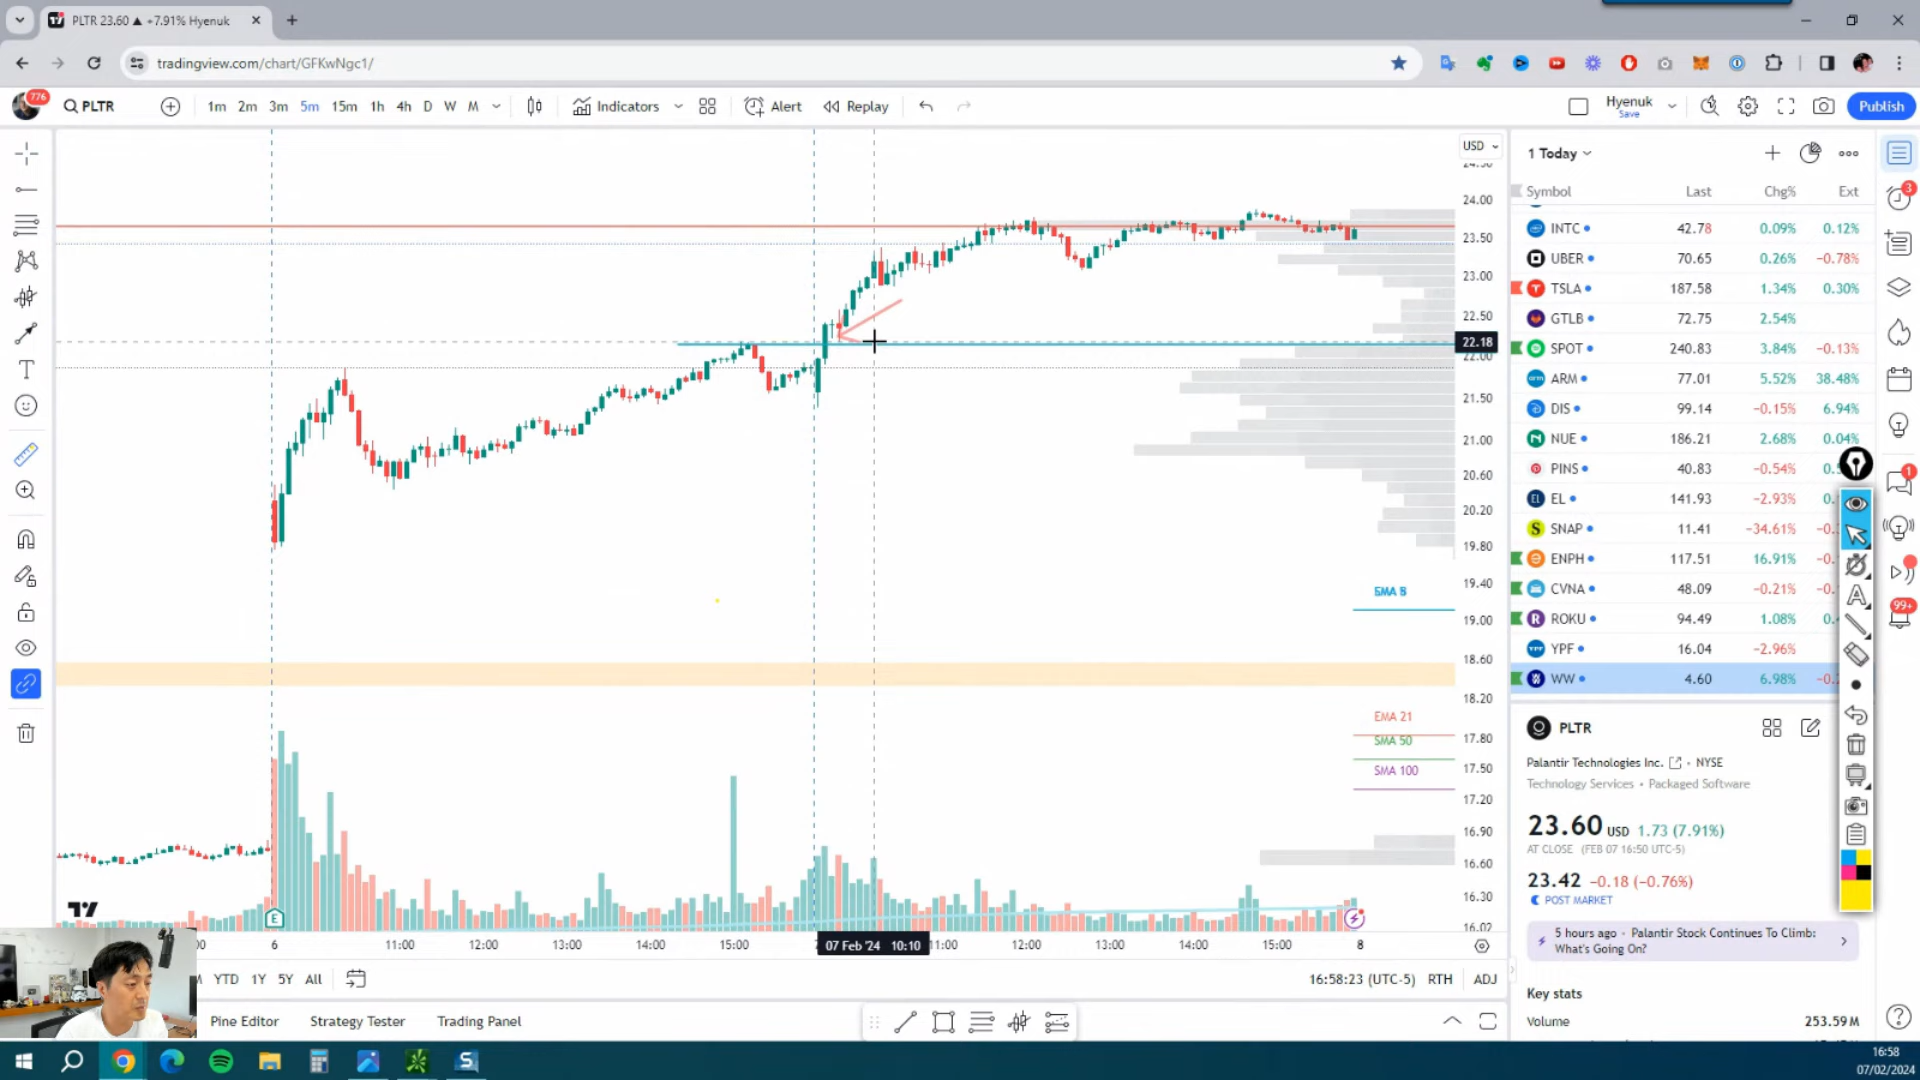 PLTR 23.60 ▲ +7.91% Hyenuk
tradingview.com/chart/GFKwNgc1/
776
PLTR
1m 2m 3m 5m 15m 1h 4h D W M
Indicators
Alert
Replay
Hyenuk
Save
Publish
USD
24.00
23.50
23.00
22.50
22.18
22.00
21.50
21.00
20.60
20.20
19.80
19.40
19.00
18.60
18.20
17.80
17.50
17.20
16.90
16.60
16.30
16.02
EMA 21
SMA 50
SMA 100
E
6 11:00 12:00 13:00 14:00 15:00 07 Feb '24 10:10 11:00 12:00 13:00 14:00 15:00 8
YTD 1Y 5Y All
16:58:23 (UTC-5) RTH ADJ
Pine Editor Strategy Tester Trading Panel
1 Today
Symbol Last Chg% Ext
INTC 42.78 0.09% 0.12%
UBER 70.65 0.26% −0.78%
TSLA 187.58 1.34% 0.30%
GTLB 72.75 2.54%
SPOT 240.83 3.84% −0.13%
ARM 77.01 5.52% 38.48%
DIS 99.14 −0.15% 6.94%
NUE 186.21 2.68% 0.04%
PINS 40.83 −0.54%
EL 141.93 −2.93%
SNAP 11.41 −34.61%
ENPH 117.51 16.91%
CVNA 48.09 −0.21%
ROKU 94.49 1.08%
YPF 16.04 −2.96%
WW 4.60 6.98%
PLTR
Palantir Technologies Inc. • NYSE
Technology Services • Packaged Software
23.60 USD 1.73 (7.91%)
AT CLOSE (FEB 07 16:50 UTC-5)
23.42 −0.18 (−0.76%)
POST MARKET
5 hours ago • Palantir Stock Continues To Climb:
What's Going On?
Key stats
Volume 253.59M
3
1
99+
16:58
07/02/2024